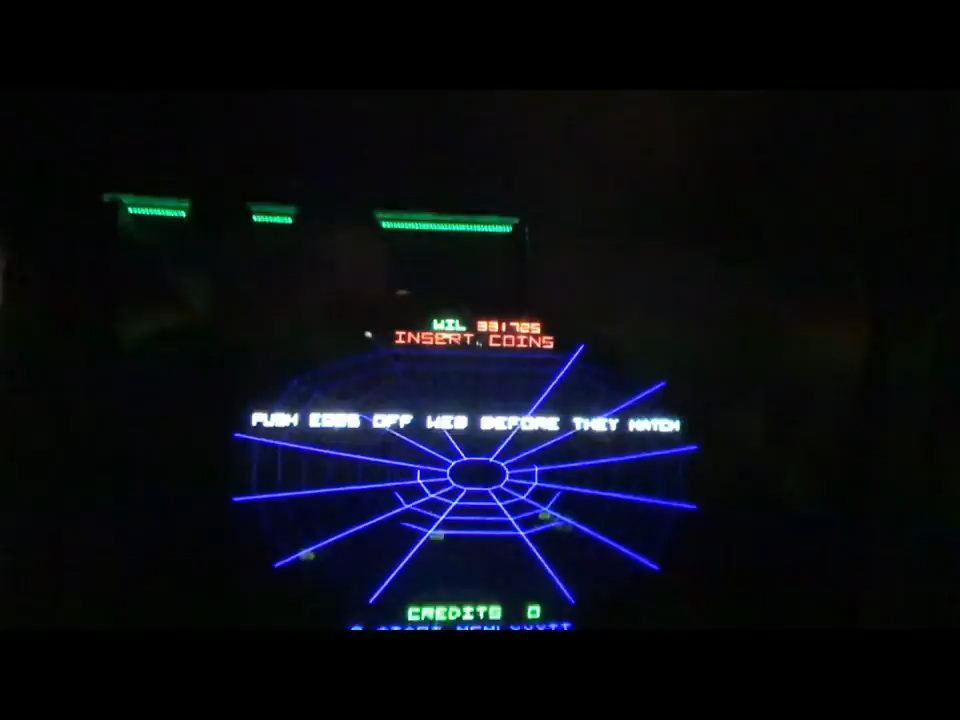 WIL 331725
INSERT COINS
PUSH EGGS OFF WEB BEFORE THEY HATCH
CREDITS 0